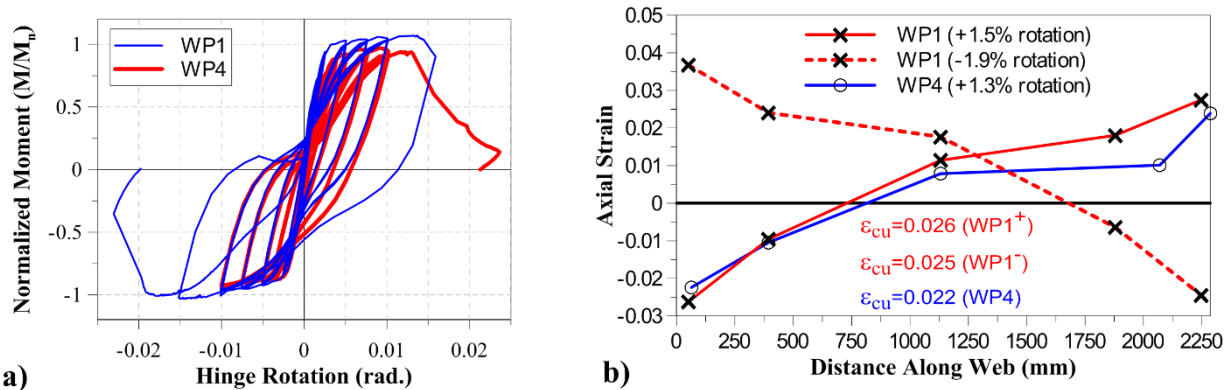 WP1
WP4
Normalized Moment (M/Mn)
1
0.5
0
-0.5
-1
-0.02
-0.01
0
0.01
0.02
Hinge Rotation (rad.)
a)
WP1 (+1.5% rotation)
WP1 (-1.9% rotation)
WP4 (+1.3% rotation)
Axial Strain
0.05
0.04
0.03
0.02
0.01
0
-0.01
-0.02
-0.03
εcu=0.026 (WP1+)
εcu=0.025 (WP1-)
εcu=0.022 (WP4)
0
250
500
750
1000
1250
1500
1750
2000
2250
Distance Along Web (mm)
b)